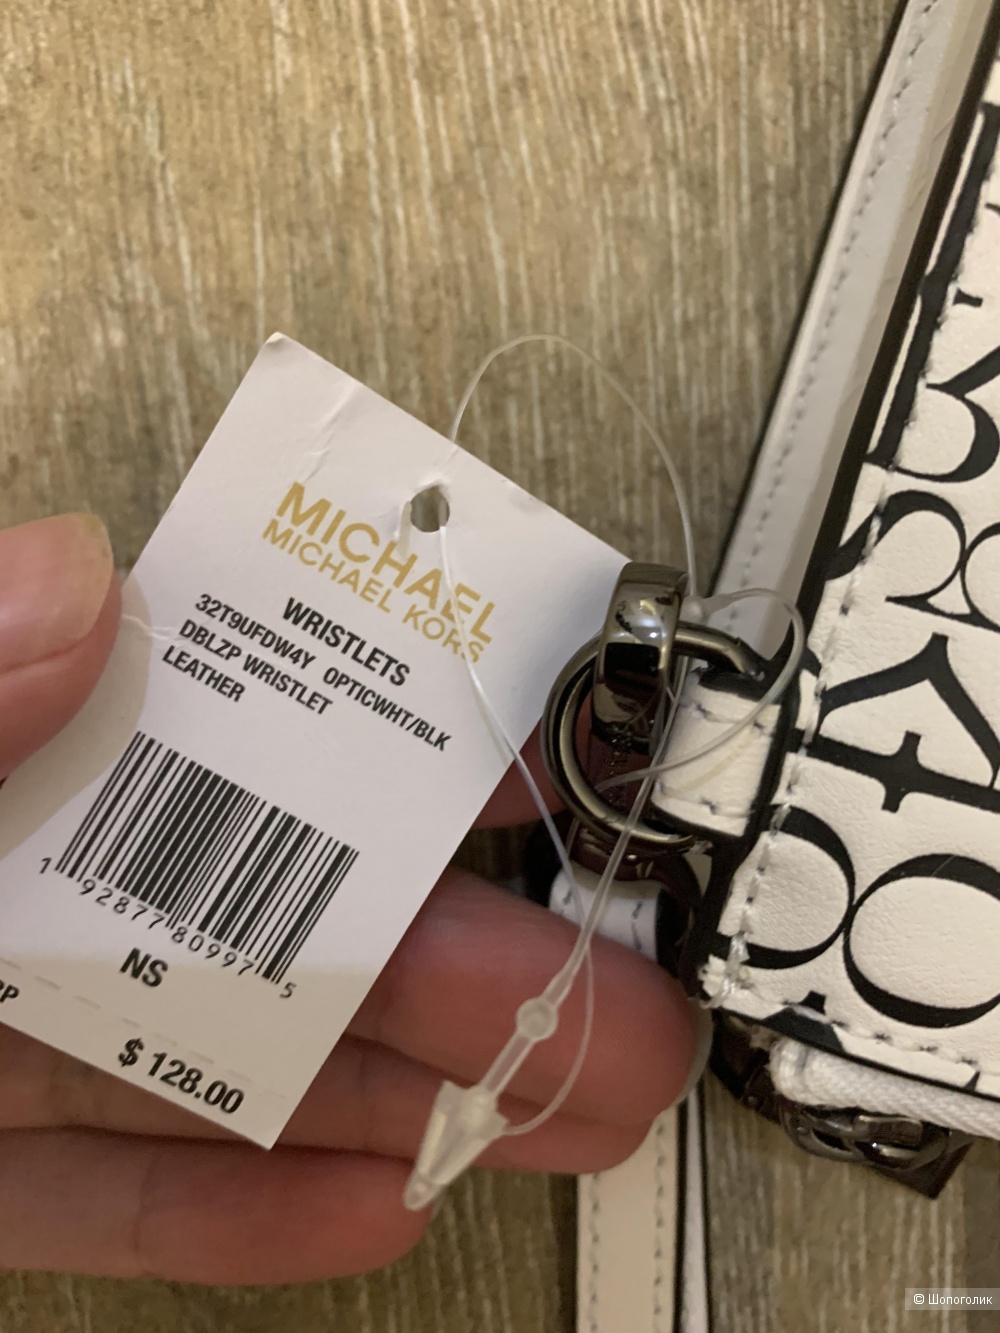 MICHAEL
MICHAEL KORS
WRISTLETS
32T9UFDW4Y OPTICWHT/BLK
DBLZP WRISTLET
LEATHER
1 92877 80997 5
NS
$ 128.00
© Шопоголик